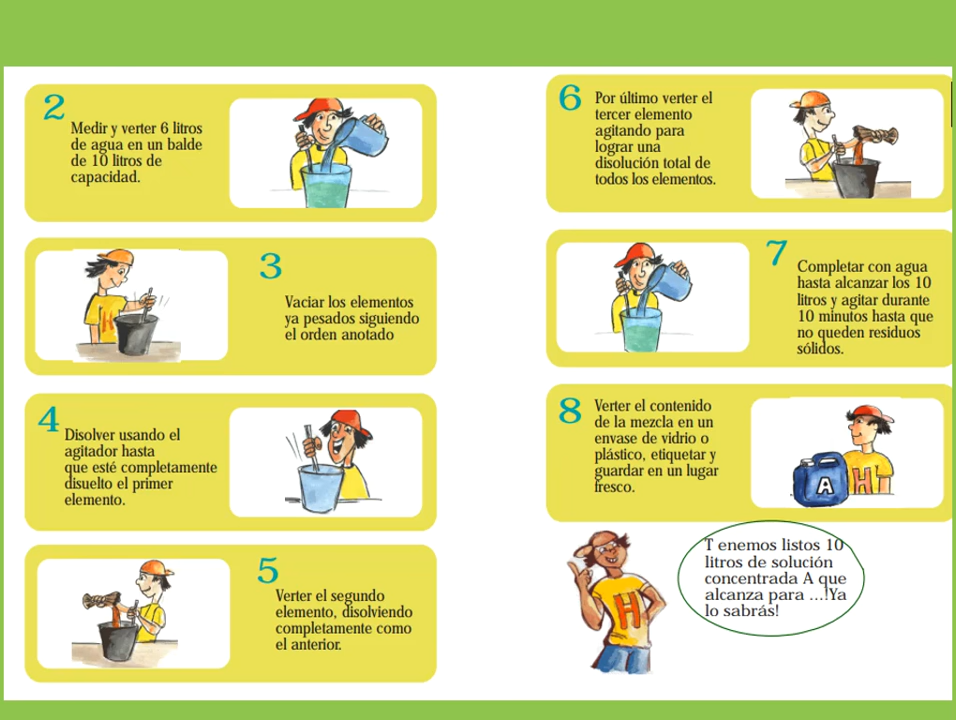 2
Medir y verter 6 litros
de agua en un balde
de 10 litros de
capacidad.
3
Vaciar los elementos
ya pesados siguiendo
el orden anotado
H
4
Disolver usando el
agitador hasta
que esté completamente
disuelto el primer
elemento.
5
Verter el segundo
elemento, disolviendo
completamente como
el anterior.
6
Por último verter el
tercer elemento
agitando para
lograr una
disolución total de
todos los elementos.
7
Completar con agua
hasta alcanzar los 10
litros y agitar durante
10 minutos hasta que
no queden residuos
sólidos.
8
Verter el contenido
de la mezcla en un
envase de vidrio o
plástico, etiquetar y
guardar en un lugar
fresco.
A
H
H
T enemos listos 10
litros de solución
concentrada A que
alcanza para ...!Ya
lo sabrás!